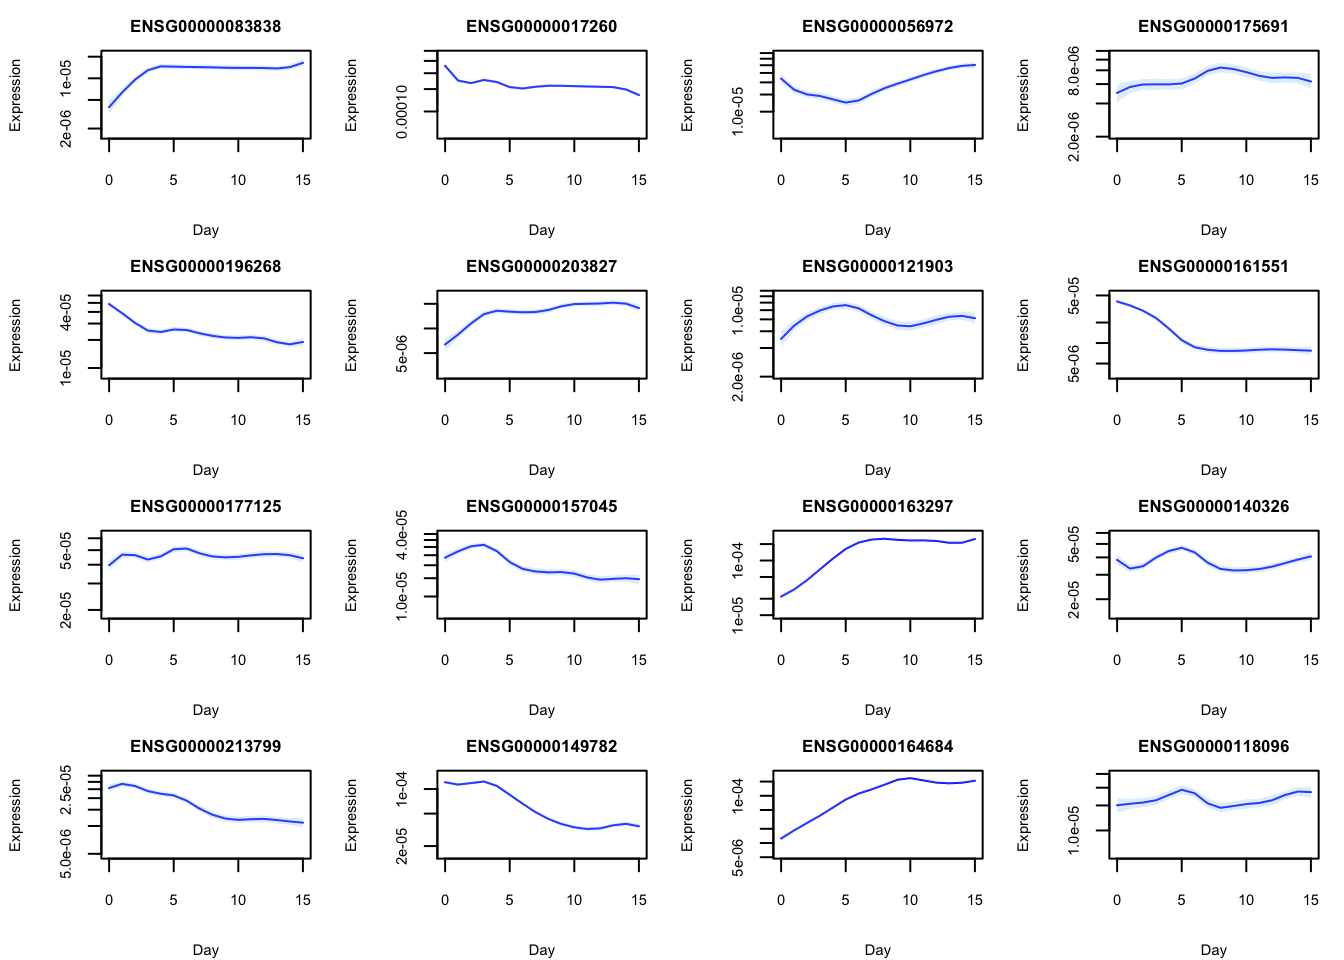 ENSG00000083838
Expression
2e-06
1e-05
0
5
10
15
Day
ENSG00000017260
Expression
0.00010
0
5
10
15
Day
ENSG00000056972
Expression
1.0e-05
0
5
10
15
Day
ENSG00000175691
Expression
2.0e-06
8.0e-06
0
5
10
15
Day
ENSG00000196268
Expression
1e-05
4e-05
0
5
10
15
Day
ENSG00000203827
Expression
5e-06
0
5
10
15
Day
ENSG00000121903
Expression
2.0e-06
1.0e-05
0
5
10
15
Day
ENSG00000161551
Expression
5e-06
5e-05
0
5
10
15
Day
ENSG00000177125
Expression
2e-05
5e-05
0
5
10
15
Day
ENSG00000157045
Expression
1.0e-05
4.0e-05
0
5
10
15
Day
ENSG00000163297
Expression
1e-05
1e-04
0
5
10
15
Day
ENSG00000140326
Expression
2e-05
5e-05
0
5
10
15
Day
ENSG00000213799
Expression
5.0e-06
2.5e-05
0
5
10
15
Day
ENSG00000149782
Expression
2e-05
1e-04
0
5
10
15
Day
ENSG00000164684
Expression
5e-06
1e-04
0
5
10
15
Day
ENSG00000118096
Expression
1.0e-05
0
5
10
15
Day